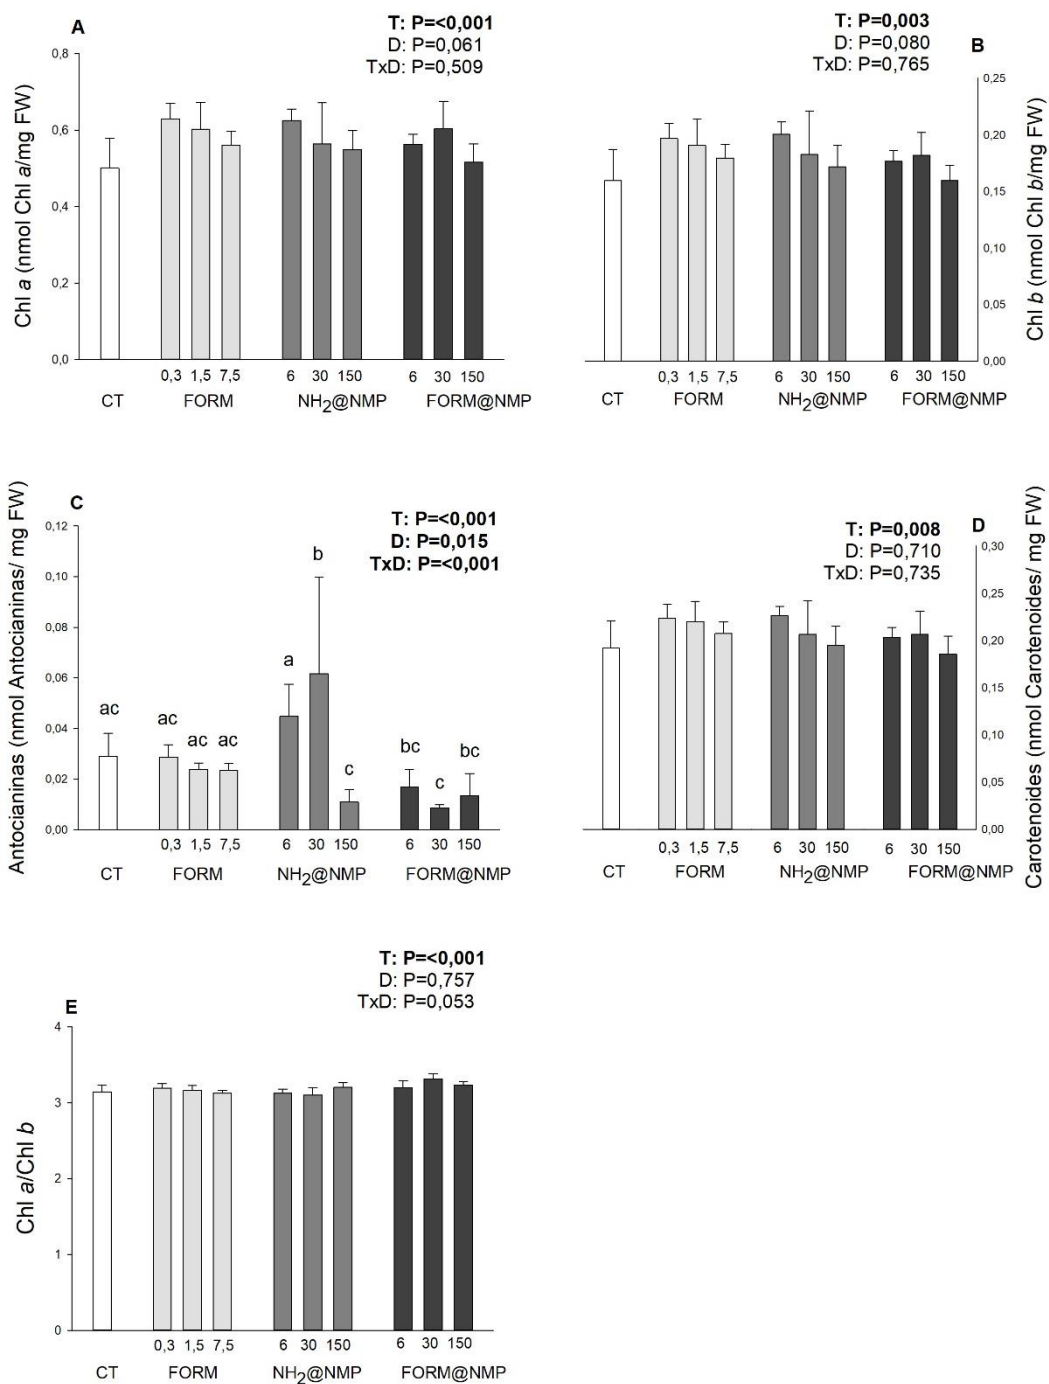 A
T: P=<0,001
D: P=0,061
TxD: P=0,509
Chl a (nmol Chl a/mg FW)
0,8
0,6
0,4
0,2
0,0
0,3 1,5 7,5 6 30 150 6 30 150
CT FORM NH₂@NMP FORM@NMP
B
T: P=0,003
D: P=0,080
TxD: P=0,765
Chl b (nmol Chl b/mg FW)
0,25
0,20
0,15
0,10
0,05
0,00
0,3 1,5 7,5 6 30 150 6 30 150
CT FORM NH₂@NMP FORM@NMP
C
T: P=<0,001
D: P=0,015
TxD: P=<0,001
Antocianinas (nmol Antocianinas/ mg FW)
0,12
0,10
0,08
0,06
0,04
0,02
0,00
ac ac ac ac a b c bc c bc
0,3 1,5 7,5 6 30 150 6 30 150
CT FORM NH₂@NMP FORM@NMP
D
T: P=0,008
D: P=0,710
TxD: P=0,735
Carotenoides (nmol Carotenoides/ mg FW)
0,30
0,25
0,20
0,15
0,10
0,05
0,00
0,3 1,5 7,5 6 30 150 6 30 150
CT FORM NH₂@NMP FORM@NMP
E
T: P=<0,001
D: P=0,757
TxD: P=0,053
Chl a/Chl b
4
3
2
1
0
0,3 1,5 7,5 6 30 150 6 30 150
CT FORM NH₂@NMP FORM@NMP